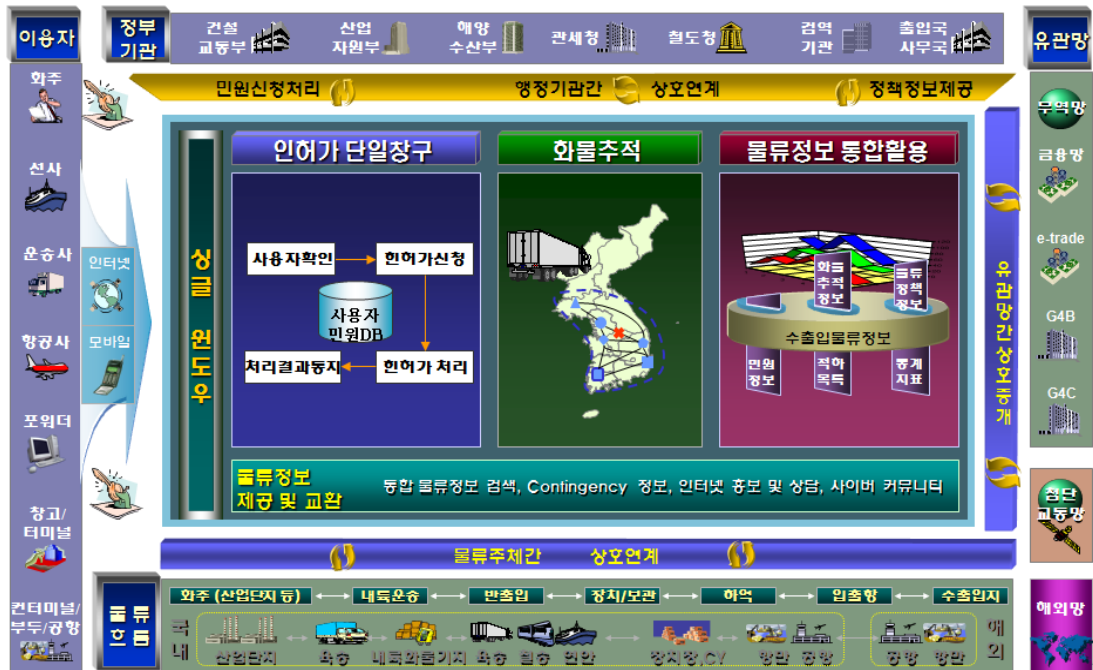 이용자
정부
기관
건설
교통부
산업
자원부
해양
수산부
관세청
철도청
검역
기관
출입국
사무국
유관망
화주
선사
운송사
항공사
포워더
창고/
터미널
컨터미널/
부두/공항
인터넷
모바일
민원신청처리
행정기관간
상호연계
정책정보제공
싱글 윈도우
인허가 단일창구
사용자확인
인허가신청
사용자
민원DB
처리결과통지
인허가 처리
화물추적
물류정보 통합활용
화물
추적
정보
물류
정책
정보
수출입물류정보
민원
정보
적하
목록
통계
지표
물류정보
제공 및 교환
통합 물류정보 검색, Contingency 정보, 인터넷 홍보 및 상담, 사이버 커뮤니티
유관망간상호중개
무역망
금융망
e-trade
G4B
G4C
첨단
교통망
해외망
물류주체간 상호연계
물류
흐름
화주 (산업단지 등)
내륙운송
반출입
장치/보관
하역
입출항
수출입지
국내
산업단지
육송
내륙화물기지
육송
철송
연안
장치장,CY
항만
공항
공항
항만
해외